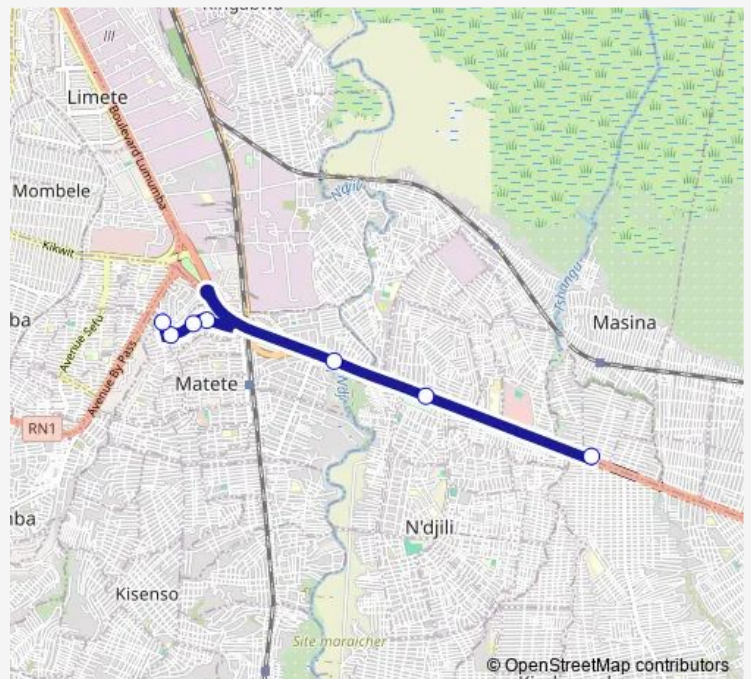 Limete
Boulevard Lumumba
Mombele
N'djili
Kikwit
Tshangu
Avenue Sefu
Masina
Avenue By Pass
Matete
RN1
N'djili
Kisenso
Site maraicher
© OpenStreetMap contributors